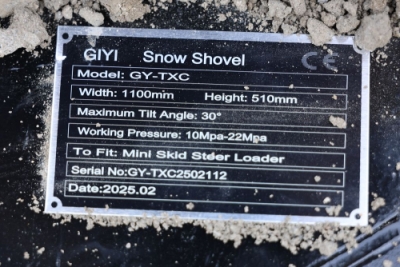 GIYI Snow Shovel CE
Model: GY-TXC
Width: 1100mm Height: 510mm
Maximum Tilt Angle: 30°
Working Pressure: 10Mpa-22Mpa
To Fit: Mini Skid Steer Loader
Serial No:GY-TXC2502112
Date:2025.02